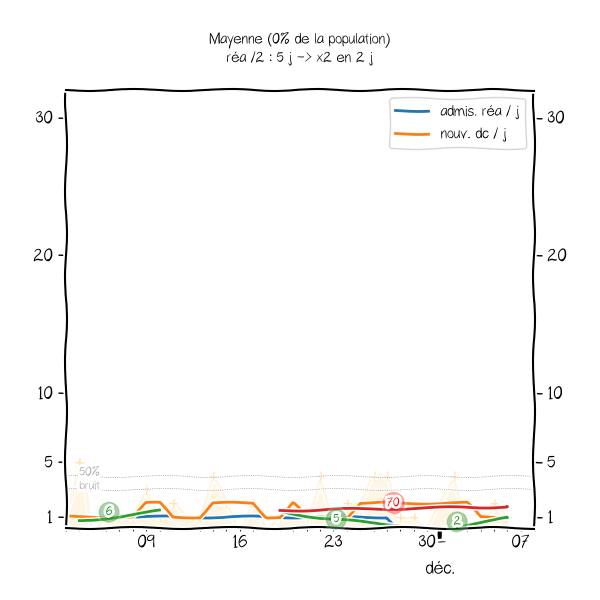 Mayenne (0% de la population)
réa /2 : 5 j -> x2 en 2 j
admis. réa / j
nouv. dc / j
30 30
20 20
10 10
5 5
50%
bruit
70
6 5 2
1 1
09 16 23 30 07
déc.